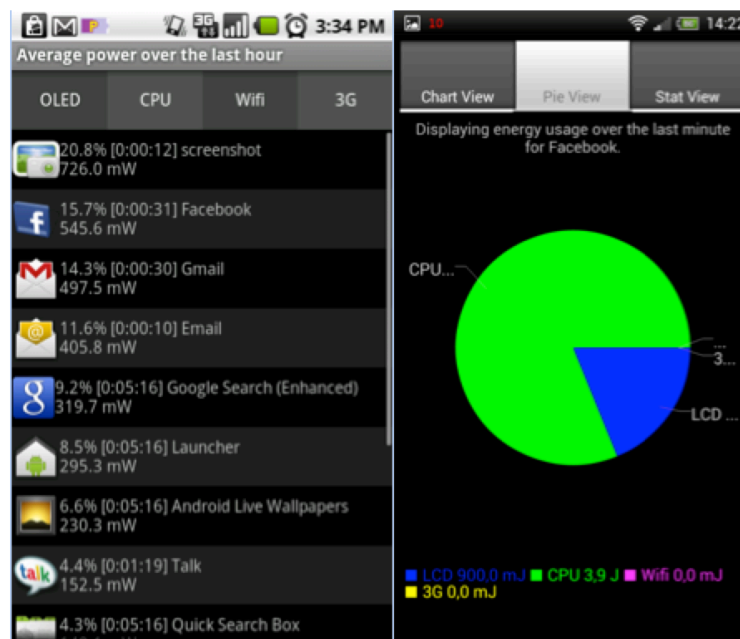 3G
3:34 PM
Average power over the last hour
OLED
CPU
Wifi
3G
20.8% [0:00:12] screenshot
726.0 mW
15.7% [0:00:31] Facebook
545.6 mW
14.3% [0:00:30] Gmail
497.5 mW
11.6% [0:00:10] Email
405.8 mW
9.2% [0:05:16] Google Search (Enhanced)
319.7 mW
8.5% [0:05:16] Launcher
295.3 mW
6.6% [0:05:16] Android Live Wallpapers
230.3 mW
talk
4.4% [0:01:19] Talk
152.5 mW
4.3% [0:05:16] Quick Search Box
10
14:22
Chart View
Pie View
Stat View
Displaying energy usage over the last minute
for Facebook.
CPU...
...
3...
LCD ...
LCD 900,0 mJ CPU 3,9 J Wifi 0,0 mJ
3G 0,0 mJ